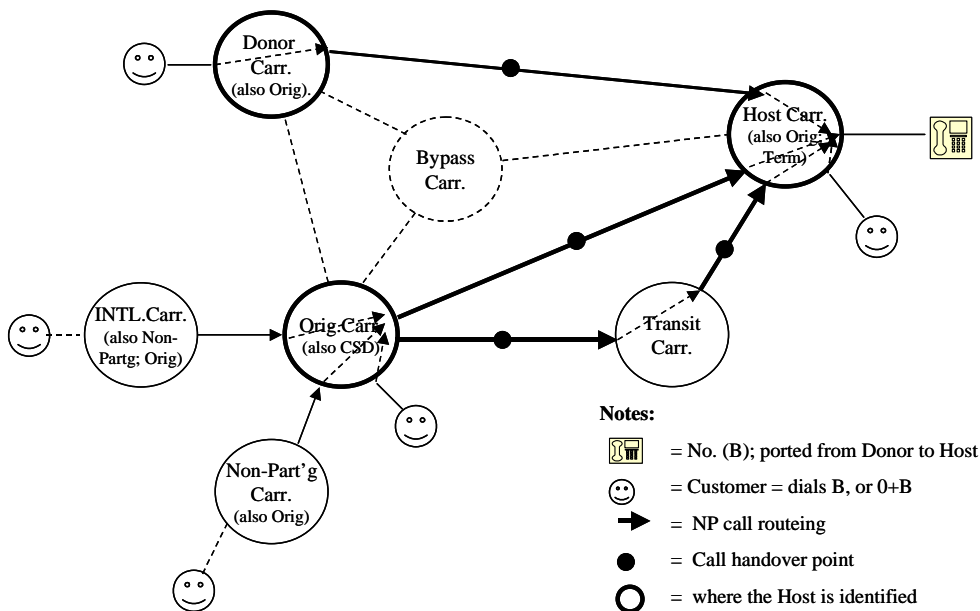 Donor
Carr.
(also Orig).
Host Carr.
(also Orig;
Term)
Bypass
Carr.
INTL.Carr.
(also Non-
Partg; Orig)
Orig.Carr.
(also CSD)
Transit
Carr.
Non-Part'g
Carr.
(also Orig)
Notes:
= No. (B); ported from Donor to Host
= Customer = dials B, or 0+B
= NP call routeing
= Call handover point
= where the Host is identified